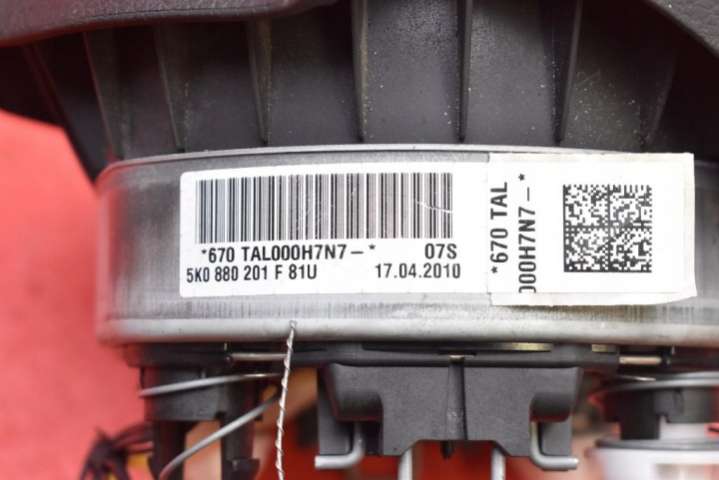 *670 TAL000H7N7-* 07S
5K0 880 201 F 81U 17.04.2010
*670 TAL
000H7N7-*